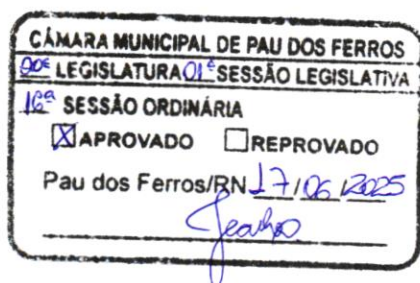 CÂMARA MUNICIPAL DE PAU DOS FERROS
LEGISLATURA 01ª SESSÃO LEGISLATIVA
16ª SESSÃO ORDINÁRIA
☒ APROVADO ☐ REPROVADO
Pau dos Ferros/RN 17/06/2025